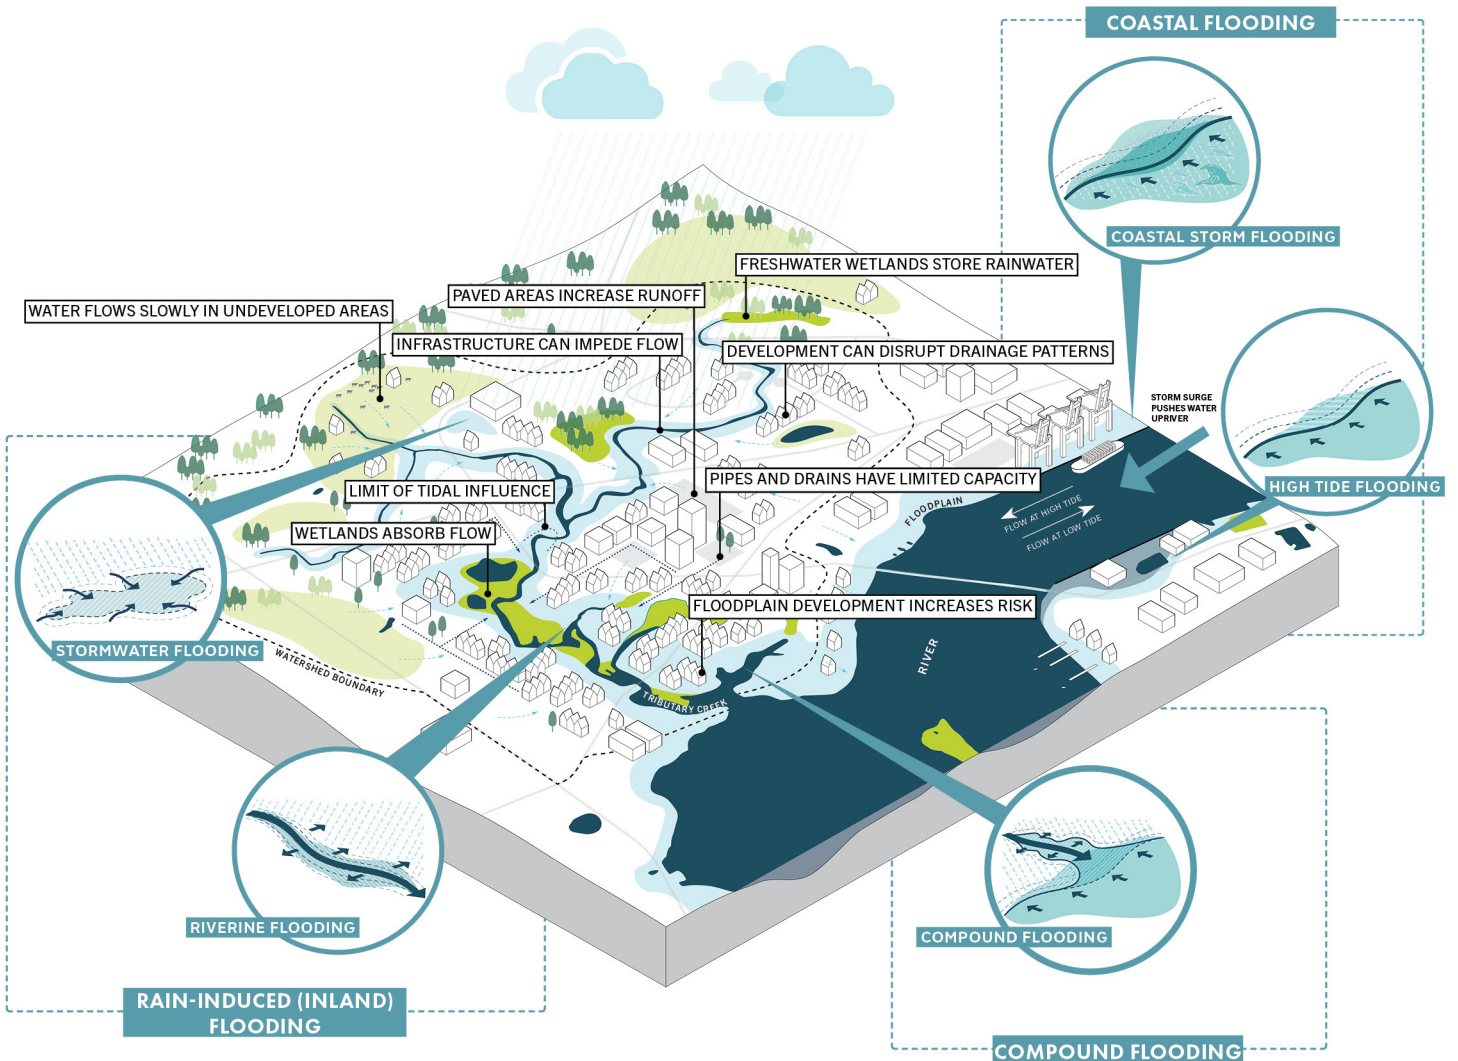 COASTAL FLOODING
COASTAL STORM FLOODING
FRESHWATER WETLANDS STORE RAINWATER
PAVED AREAS INCREASE RUNOFF
WATER FLOWS SLOWLY IN UNDEVELOPED AREAS
INFRASTRUCTURE CAN IMPEDE FLOW
DEVELOPMENT CAN DISRUPT DRAINAGE PATTERNS
STORM SURGE
PUSHES WATER
UPRIVER
HIGH TIDE FLOODING
PIPES AND DRAINS HAVE LIMITED CAPACITY
LIMIT OF TIDAL INFLUENCE
FLOODPLAIN
FLOW AT HIGH TIDE
FLOW AT LOW TIDE
WETLANDS ABSORB FLOW
FLOODPLAIN DEVELOPMENT INCREASES RISK
STORMWATER FLOODING
WATERSHED BOUNDARY
RIVER
TRIBUTARY CREEK
RIVERINE FLOODING
COMPOUND FLOODING
RAIN-INDUCED (INLAND)
FLOODING
COMPOUND FLOODING